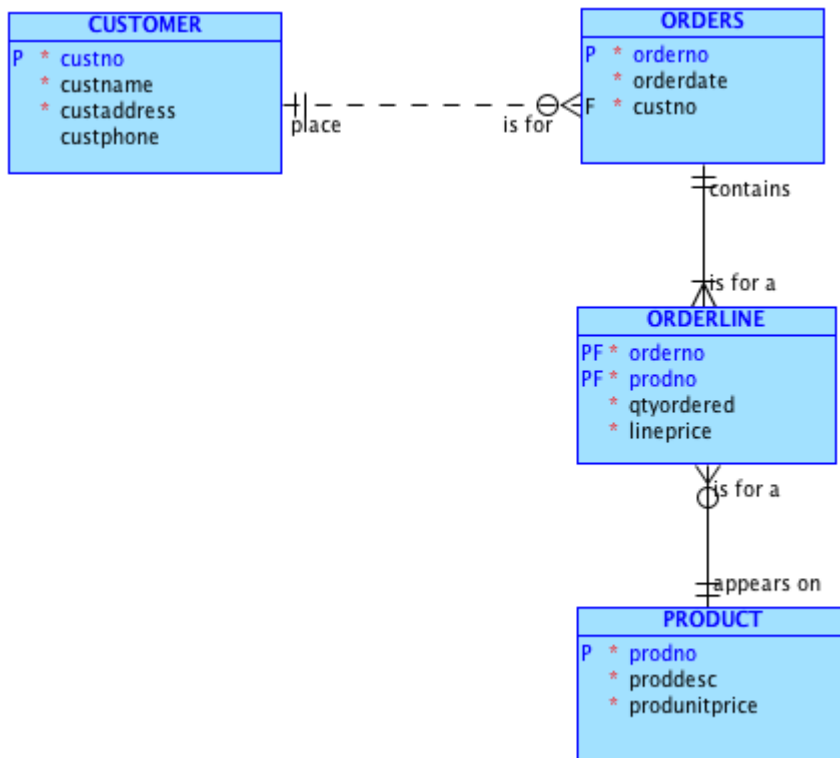 CUSTOMER
P * custno
* custname
* custaddress
custphone
place
is for
ORDERS
P * orderno
* orderdate
F * custno
contains
is for a
ORDERLINE
PF * orderno
PF * prodno
* qtyordered
* lineprice
is for a
appears on
PRODUCT
P * prodno
* proddesc
* produnitprice